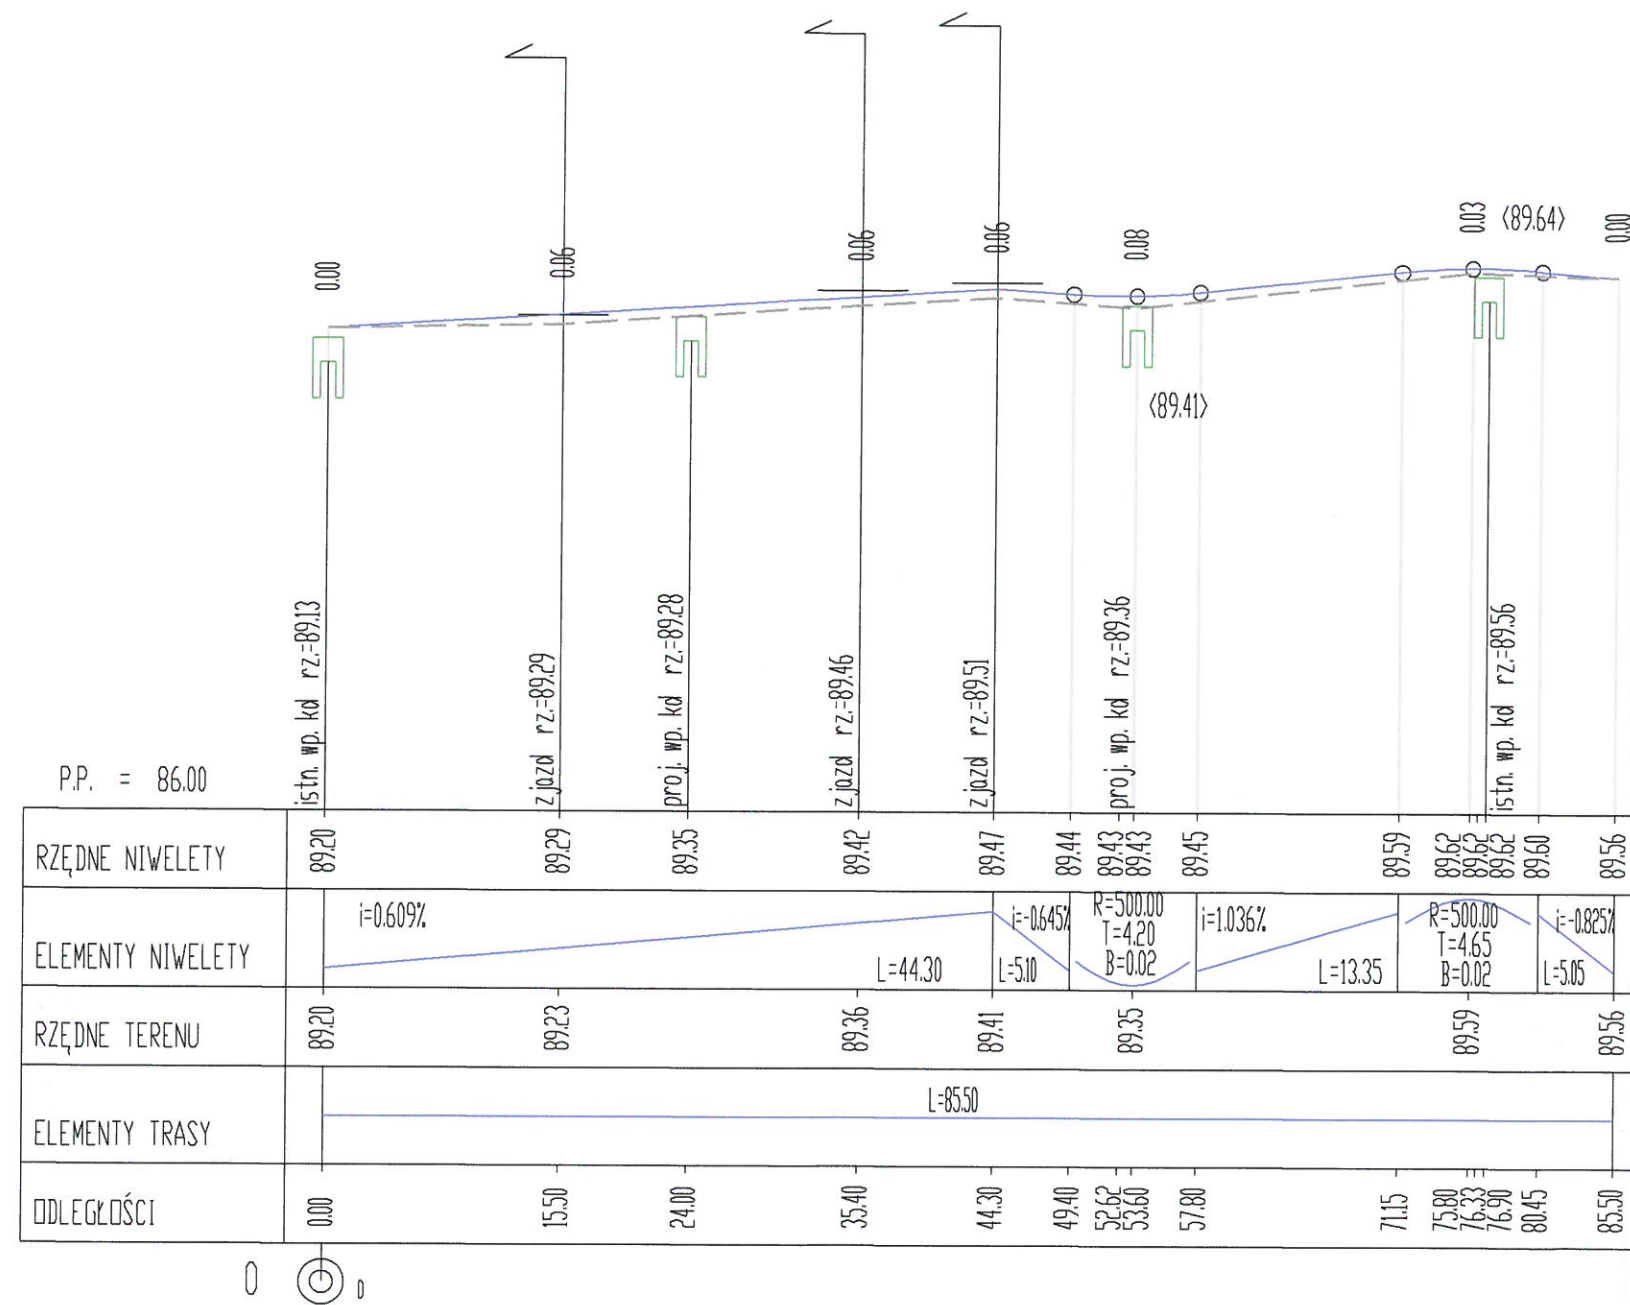 0.00
0.06
0.06
0.06
0.08
0.03
<89.64>
0.00
<89.41>
istn. wp. kd rz.=89.13
zjazd rz.=89.29
proj. wp. kd rz.=89.28
zjazd rz.=89.46
zjazd rz.=89.51
proj. wp. kd rz.=89.36
istn. wp. kd rz.=89.56
P.P. = 86.00
RZĘDNE NIWELETY
89.20
89.29
89.35
89.42
89.47
89.44
89.43
89.43
89.45
89.59
89.62
89.62
89.62
89.60
89.56
ELEMENTY NIWELETY
i=0.609%
L=44.30
i=-0.645%
L=5.10
R=500.00
T=4.20
B=0.02
i=1.036%
L=13.35
R=500.00
T=4.65
B=0.02
i=-0.825%
L=5.05
RZĘDNE TERENU
89.20
89.23
89.36
89.41
89.35
89.59
89.56
ELEMENTY TRASY
L=85.50
ODLEGŁOŚCI
0.00
15.50
24.00
35.40
44.30
49.40
52.62
53.60
57.80
71.15
75.80
76.33
76.90
80.45
85.50
0
0